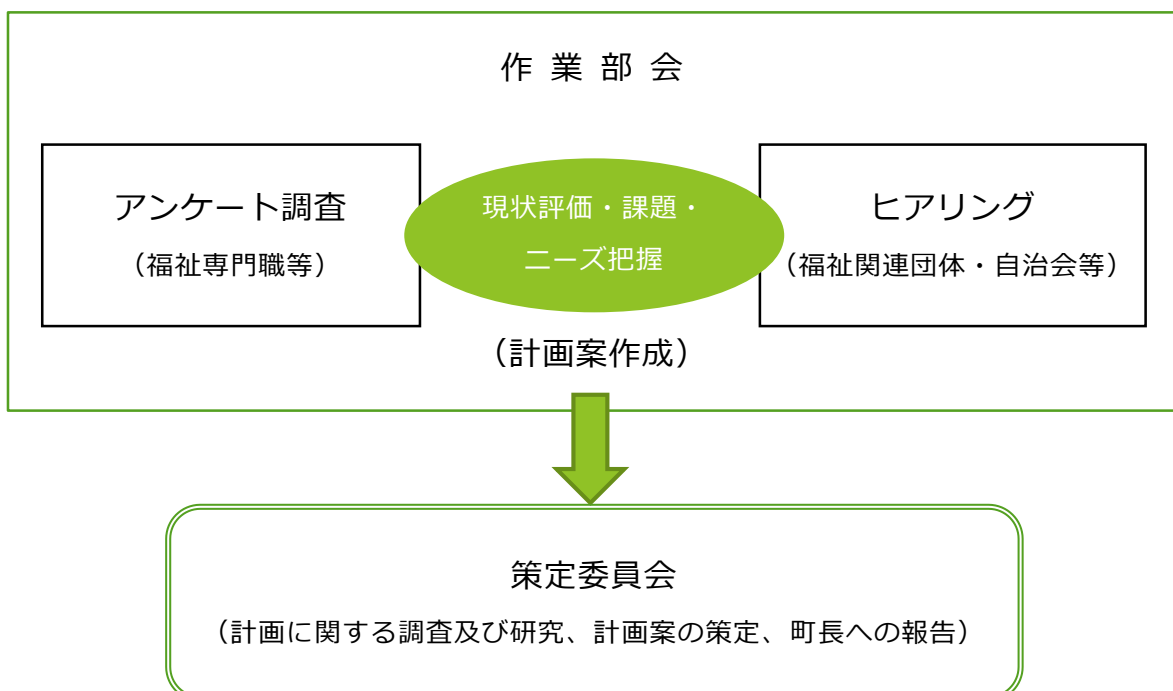 作業部会
アンケート調査
（福祉専門職等）
現状評価・課題・
ニーズ把握
ヒアリング
（福祉関連団体・自治会等）
（計画案作成）
策定委員会
（計画に関する調査及び研究、計画案の策定、町長への報告）